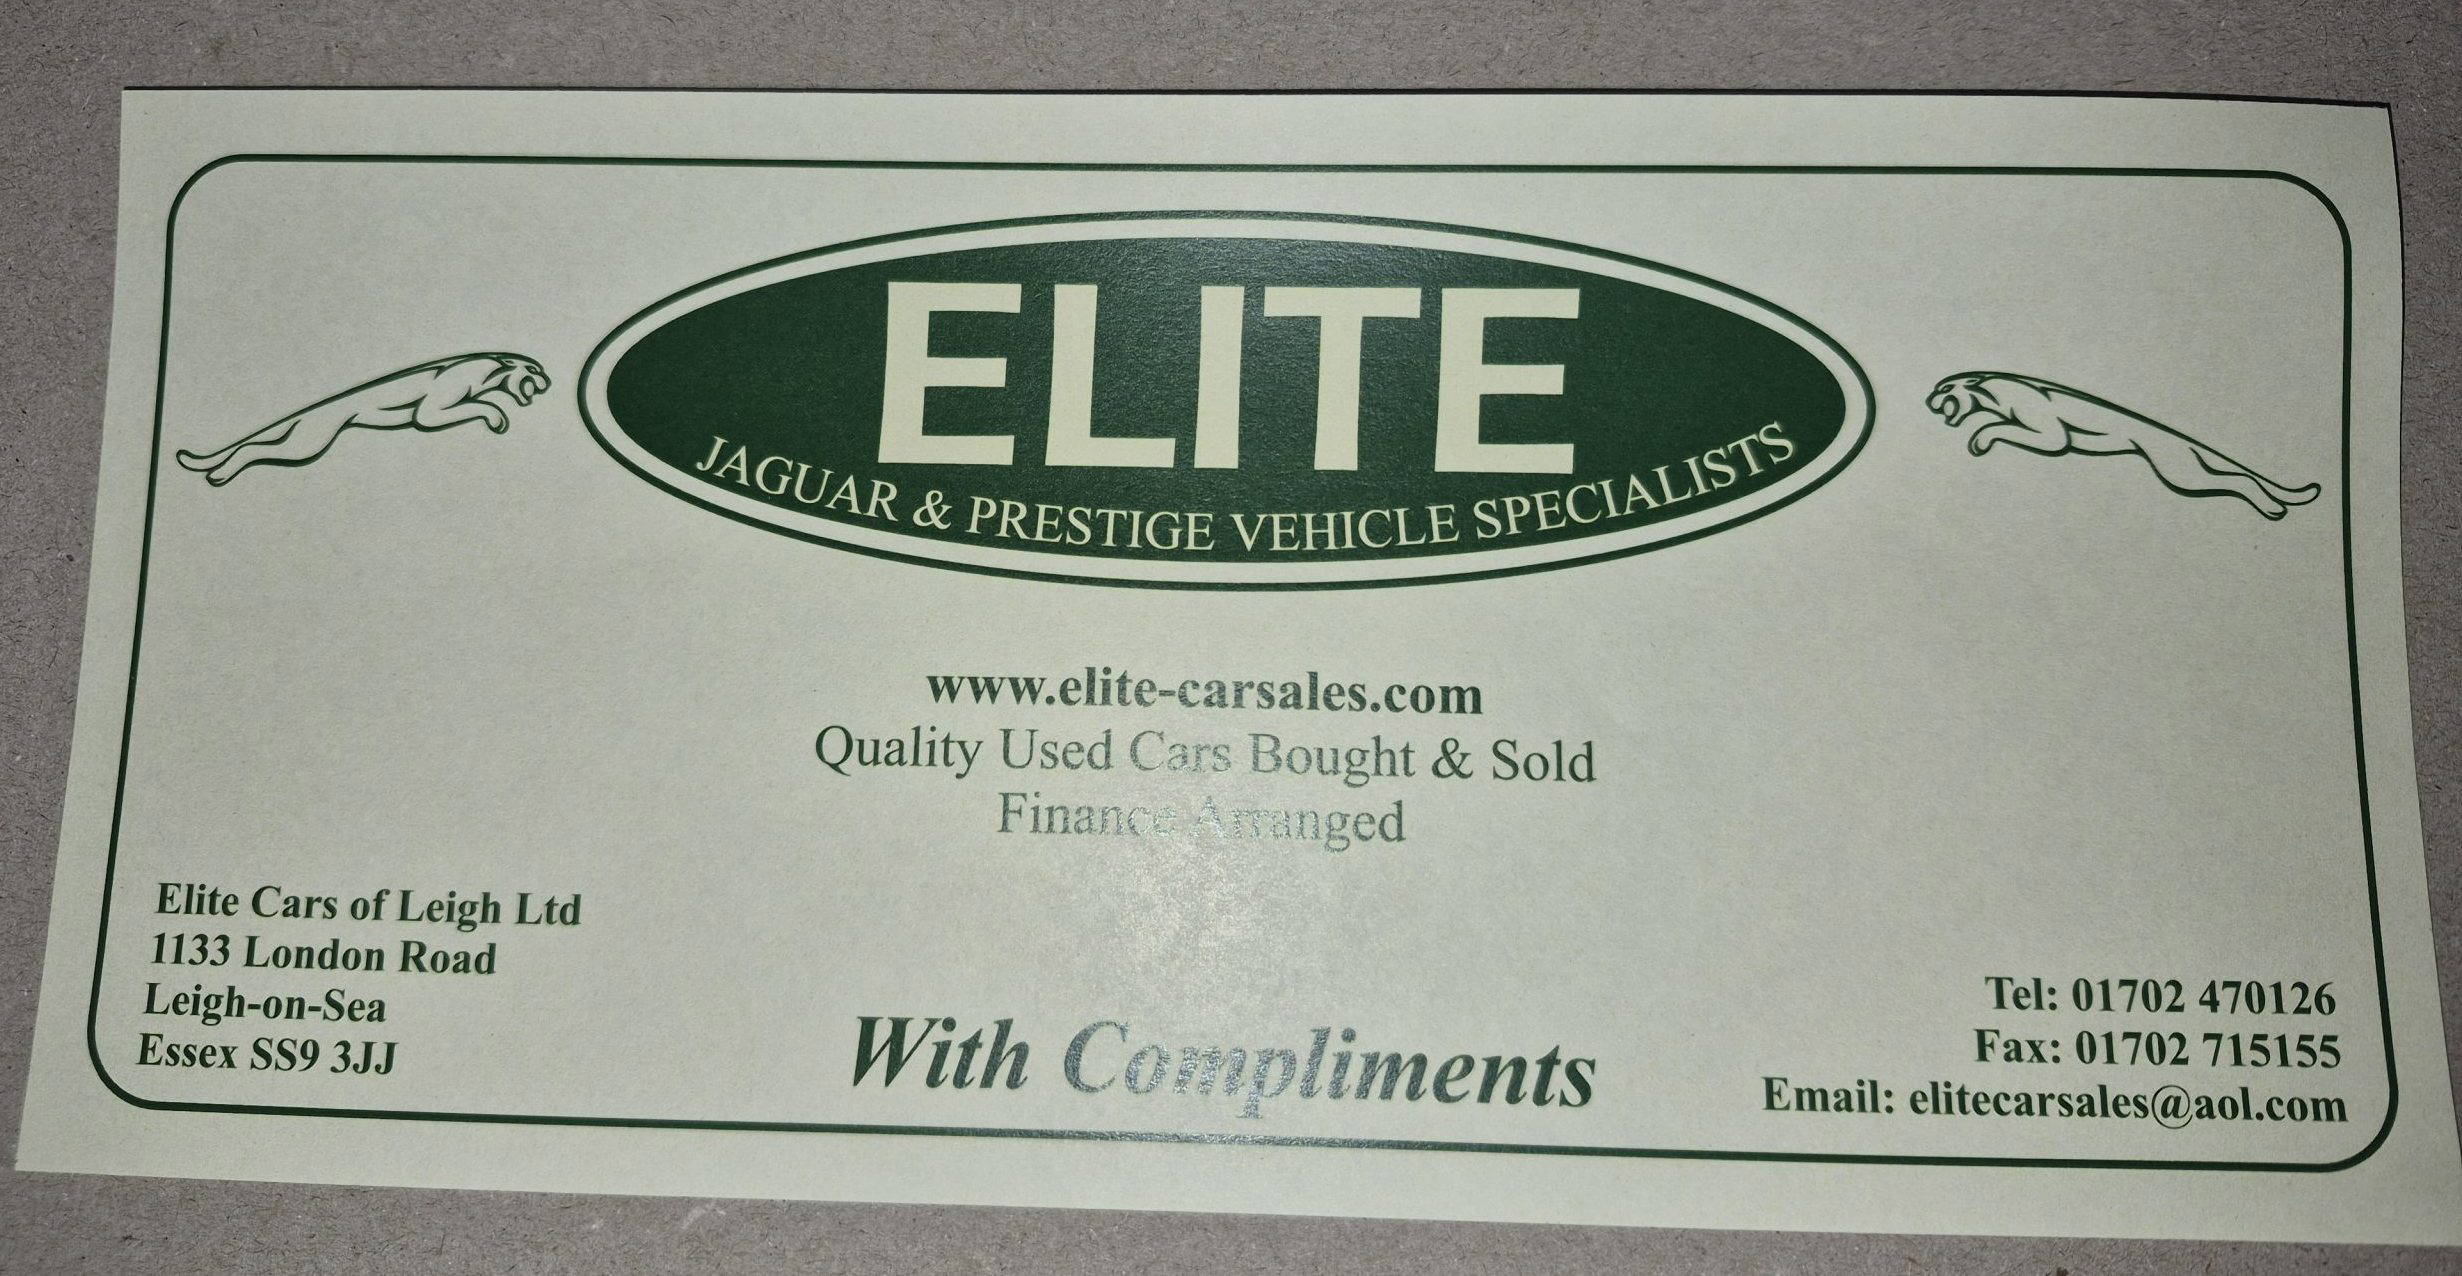 ELITE
JAGUAR & PRESTIGE VEHICLE SPECIALISTS
www.elite-carsales.com
Quality Used Cars Bought & Sold
Finance Arranged
Elite Cars of Leigh Ltd
1133 London Road
Leigh-on-Sea
Essex SS9 3JJ
With Compliments
Tel: 01702 470126
Fax: 01702 715155
Email: elitecarsales@aol.com